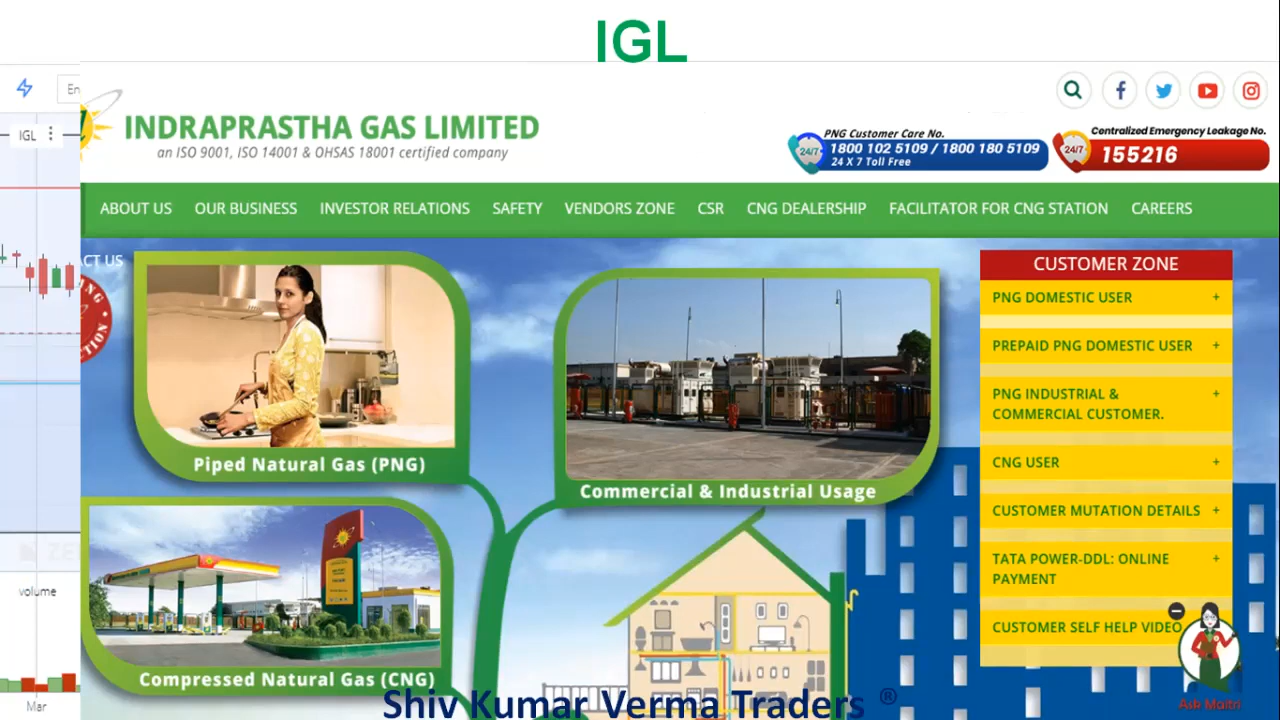 IGL
En
IGL
INDRAPRASTHA GAS LIMITED
an ISO 9001, ISO 14001 & OHSAS 18001 certified company
PNG Customer Care No.
24/7
1800 102 5109 / 1800 180 5109
24 X 7 Toll Free
Centralized Emergency Leakage No.
24/7
155216
ABOUT US OUR BUSINESS INVESTOR RELATIONS SAFETY VENDORS ZONE CSR CNG DEALERSHIP FACILITATOR FOR CNG STATION CAREERS
CT US
Piped Natural Gas (PNG)
Commercial & Industrial Usage
Compressed Natural Gas (CNG)
CUSTOMER ZONE
PNG DOMESTIC USER +
PREPAID PNG DOMESTIC USER +
PNG INDUSTRIAL & +
COMMERCIAL CUSTOMER.
CNG USER +
CUSTOMER MUTATION DETAILS +
TATA POWER-DDL: ONLINE +
PAYMENT
CUSTOMER SELF HELP VIDEO
Ask Maitri
volume
Mar
Shiv Kumar Verma Traders ®